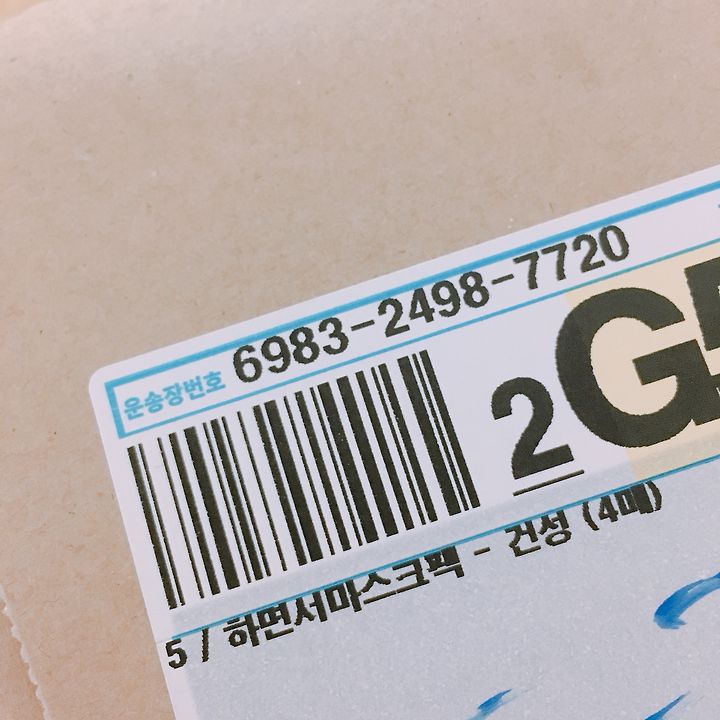 운송장번호 6983-2498-7720
2 G
5 / 하면서마스크팩 - 건성 (4매)